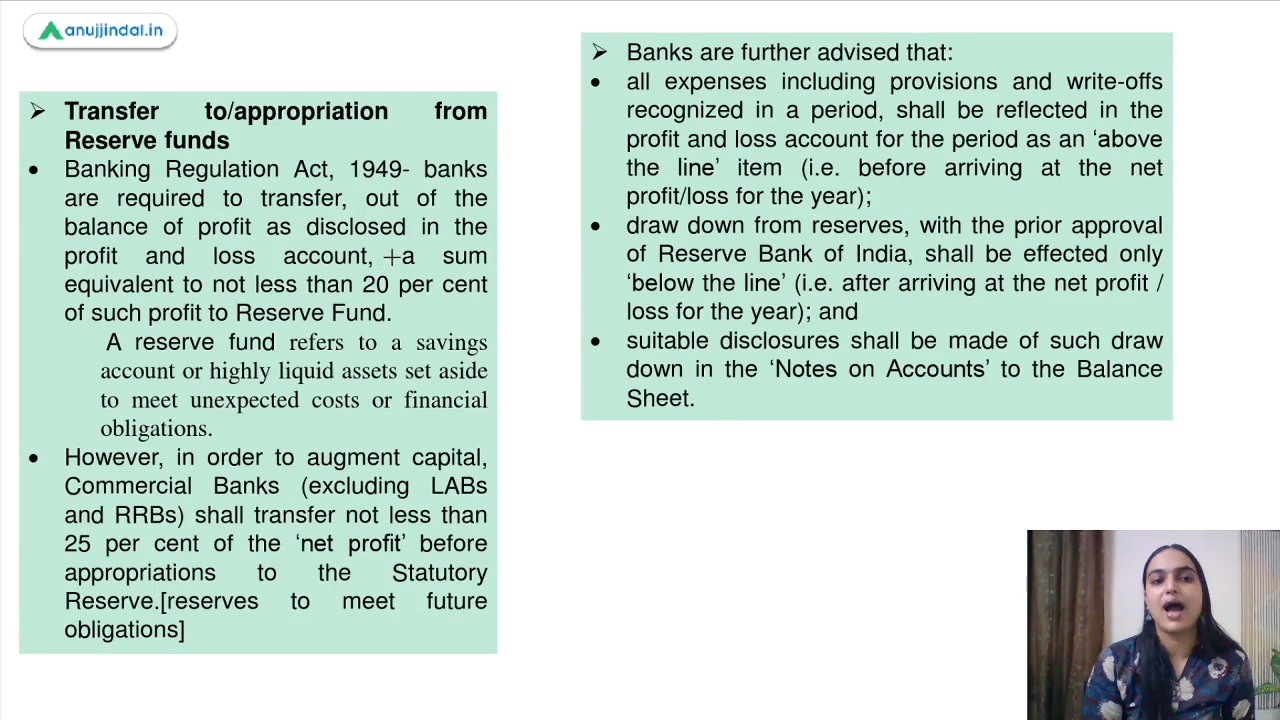 anujjindal.in
➢ Transfer to/appropriation from
Reserve funds
• Banking Regulation Act, 1949- banks
are required to transfer, out of the
balance of profit as disclosed in the
profit and loss account, +a sum
equivalent to not less than 20 per cent
of such profit to Reserve Fund.
A reserve fund refers to a savings
account or highly liquid assets set aside
to meet unexpected costs or financial
obligations.
• However, in order to augment capital,
Commercial Banks (excluding LABs
and RRBs) shall transfer not less than
25 per cent of the ‘net profit’ before
appropriations to the Statutory
Reserve.[reserves to meet future
obligations]
➢ Banks are further advised that:
• all expenses including provisions and write-offs
recognized in a period, shall be reflected in the
profit and loss account for the period as an ‘above
the line’ item (i.e. before arriving at the net
profit/loss for the year);
• draw down from reserves, with the prior approval
of Reserve Bank of India, shall be effected only
‘below the line’ (i.e. after arriving at the net profit /
loss for the year); and
• suitable disclosures shall be made of such draw
down in the ‘Notes on Accounts’ to the Balance
Sheet.